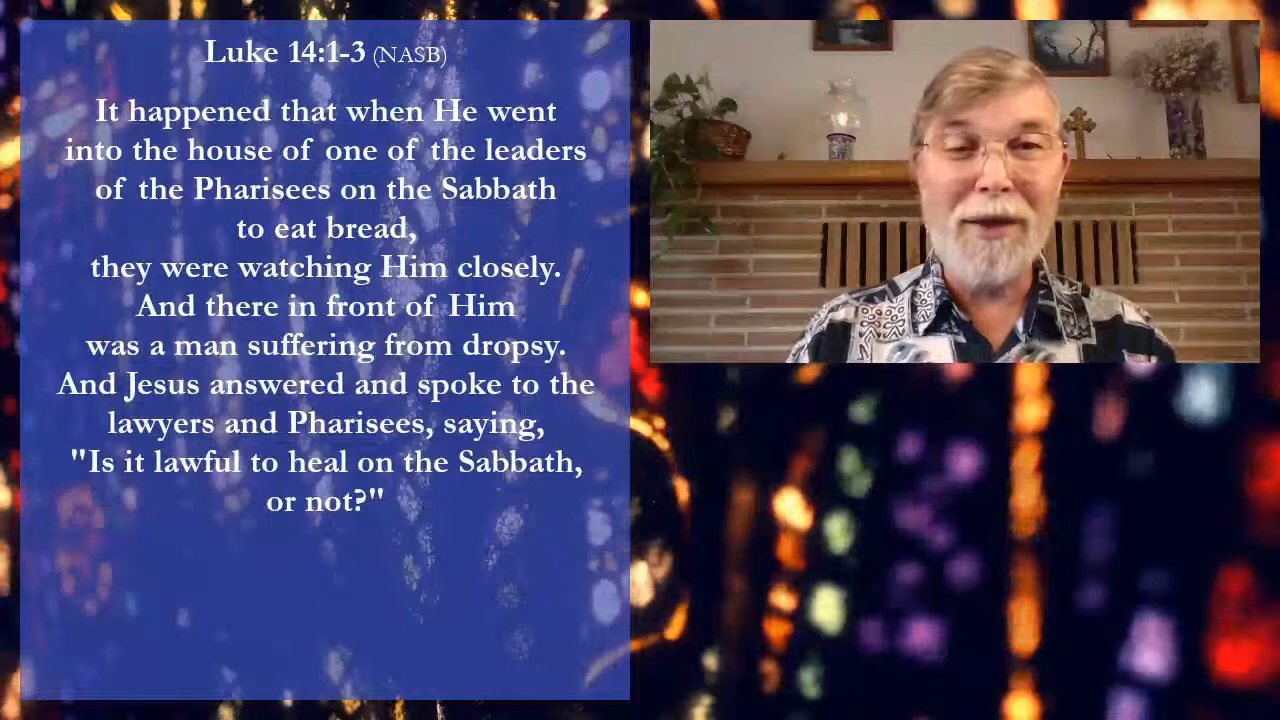 Luke 14:1-3 (NASB)
It happened that when He went
into the house of one of the leaders
of the Pharisees on the Sabbath
to eat bread,
they were watching Him closely.
And there in front of Him
was a man suffering from dropsy.
And Jesus answered and spoke to the
lawyers and Pharisees, saying,
"Is it lawful to heal on the Sabbath,
or not?"